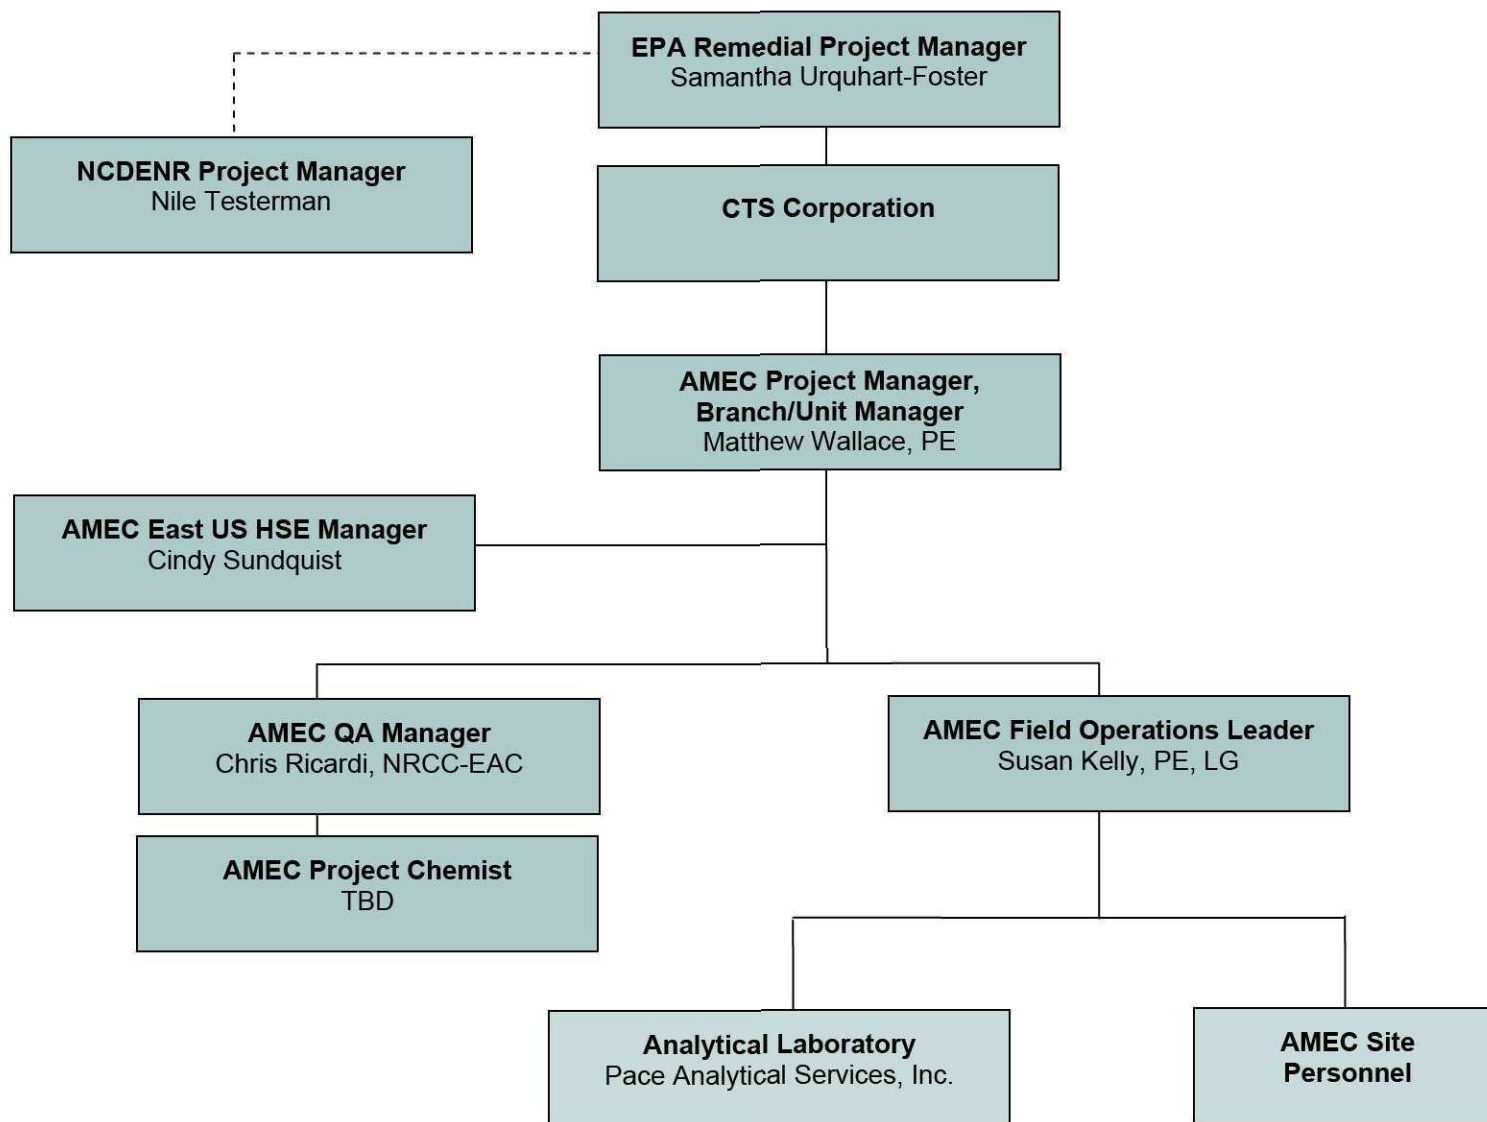 EPA Remedial Project Manager
Samantha Urquhart-Foster
NCDENR Project Manager
Nile Testerman
CTS Corporation
AMEC Project Manager,
Branch/Unit Manager
Matthew Wallace, PE
AMEC East US HSE Manager
Cindy Sundquist
AMEC QA Manager
Chris Ricardi, NRCC-EAC
AMEC Field Operations Leader
Susan Kelly, PE, LG
AMEC Project Chemist
TBD
Analytical Laboratory
Pace Analytical Services, Inc.
AMEC Site
Personnel